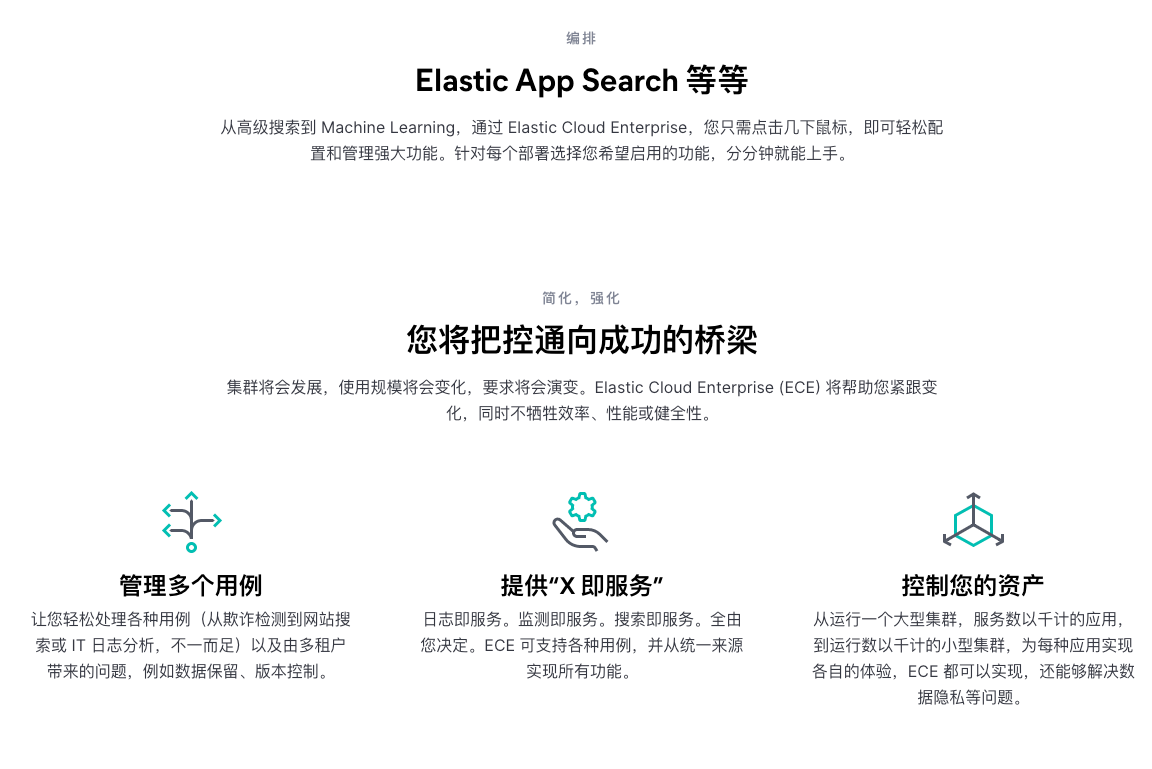 编排
Elastic App Search 等等
从高级搜索到 Machine Learning，通过 Elastic Cloud Enterprise，您只需点击几下鼠标，即可轻松配
置和管理强大功能。针对每个部署选择您希望启用的功能，分分钟就能上手。
简化，强化
您将把控通向成功的桥梁
集群将会发展，使用规模将会变化，要求将会演变。Elastic Cloud Enterprise (ECE) 将帮助您紧跟变
化，同时不牺牲效率、性能或健全性。
管理多个用例
让您轻松处理各种用例（从欺诈检测到网站搜
索或 IT 日志分析，不一而足）以及由多租户
带来的问题，例如数据保留、版本控制。
提供“X 即服务”
日志即服务。监测即服务。搜索即服务。全由
您决定。ECE 可支持各种用例，并从统一来源
实现所有功能。
控制您的资产
从运行一个大型集群，服务数以千计的应用，
到运行数以千计的小型集群，为每种应用实现
各自的体验，ECE 都可以实现，还能够解决数
据隐私等问题。